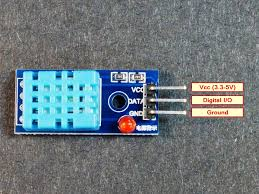 VCC
DATA
GND
Vcc (3.3-5V)
Digital I/O
Ground